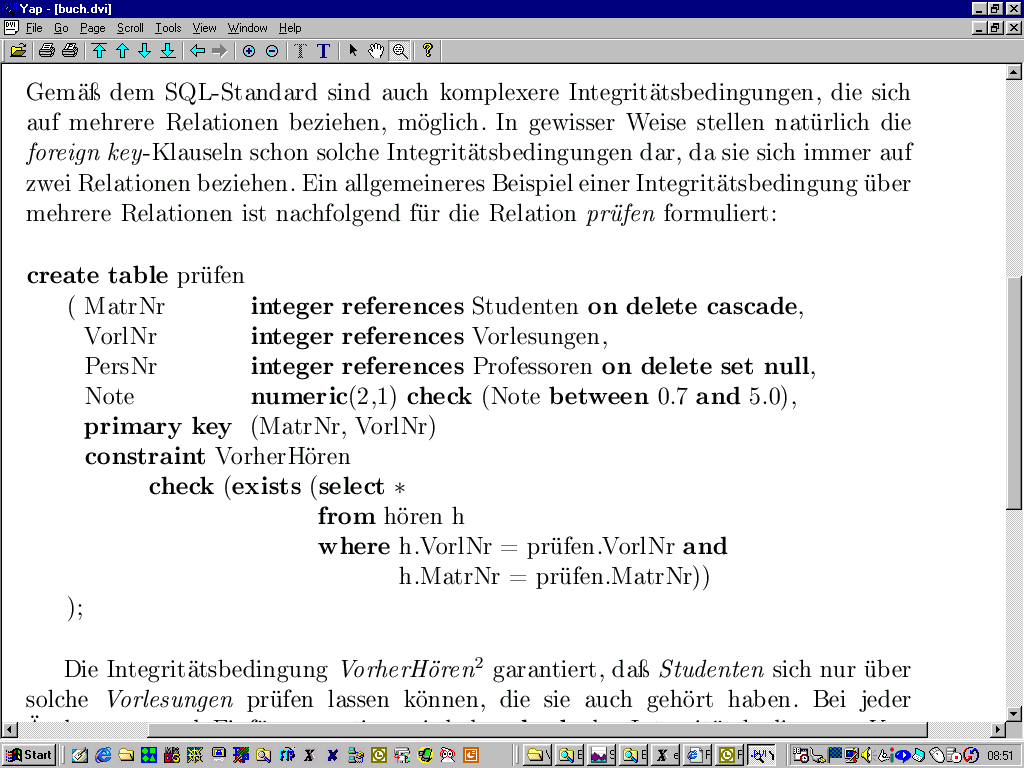 Yap - [buch.dvi]
File Go Page Scroll Tools View Window Help
Gemäß dem SQL-Standard sind auch komplexere Integritätsbedingungen, die sich
auf mehrere Relationen beziehen, möglich. In gewisser Weise stellen natürlich die
foreign key-Klauseln schon solche Integritätsbedingungen dar, da sie sich immer auf
zwei Relationen beziehen. Ein allgemeineres Beispiel einer Integritätsbedingung über
mehrere Relationen ist nachfolgend für die Relation prüfen formuliert:
create table prüfen
( MatrNr integer references Studenten on delete cascade,
VorlNr integer references Vorlesungen,
PersNr integer references Professoren on delete set null,
Note numeric(2,1) check (Note between 0.7 and 5.0),
primary key (MatrNr, VorlNr)
constraint VorherHören
check (exists (select *
from hören h
where h.VorlNr = prüfen.VorlNr and
h.MatrNr = prüfen.MatrNr))
);
Die Integritätsbedingung VorherHören² garantiert, daß Studenten sich nur über
solche Vorlesungen prüfen lassen können, die sie auch gehört haben. Bei jeder
Start 08:51